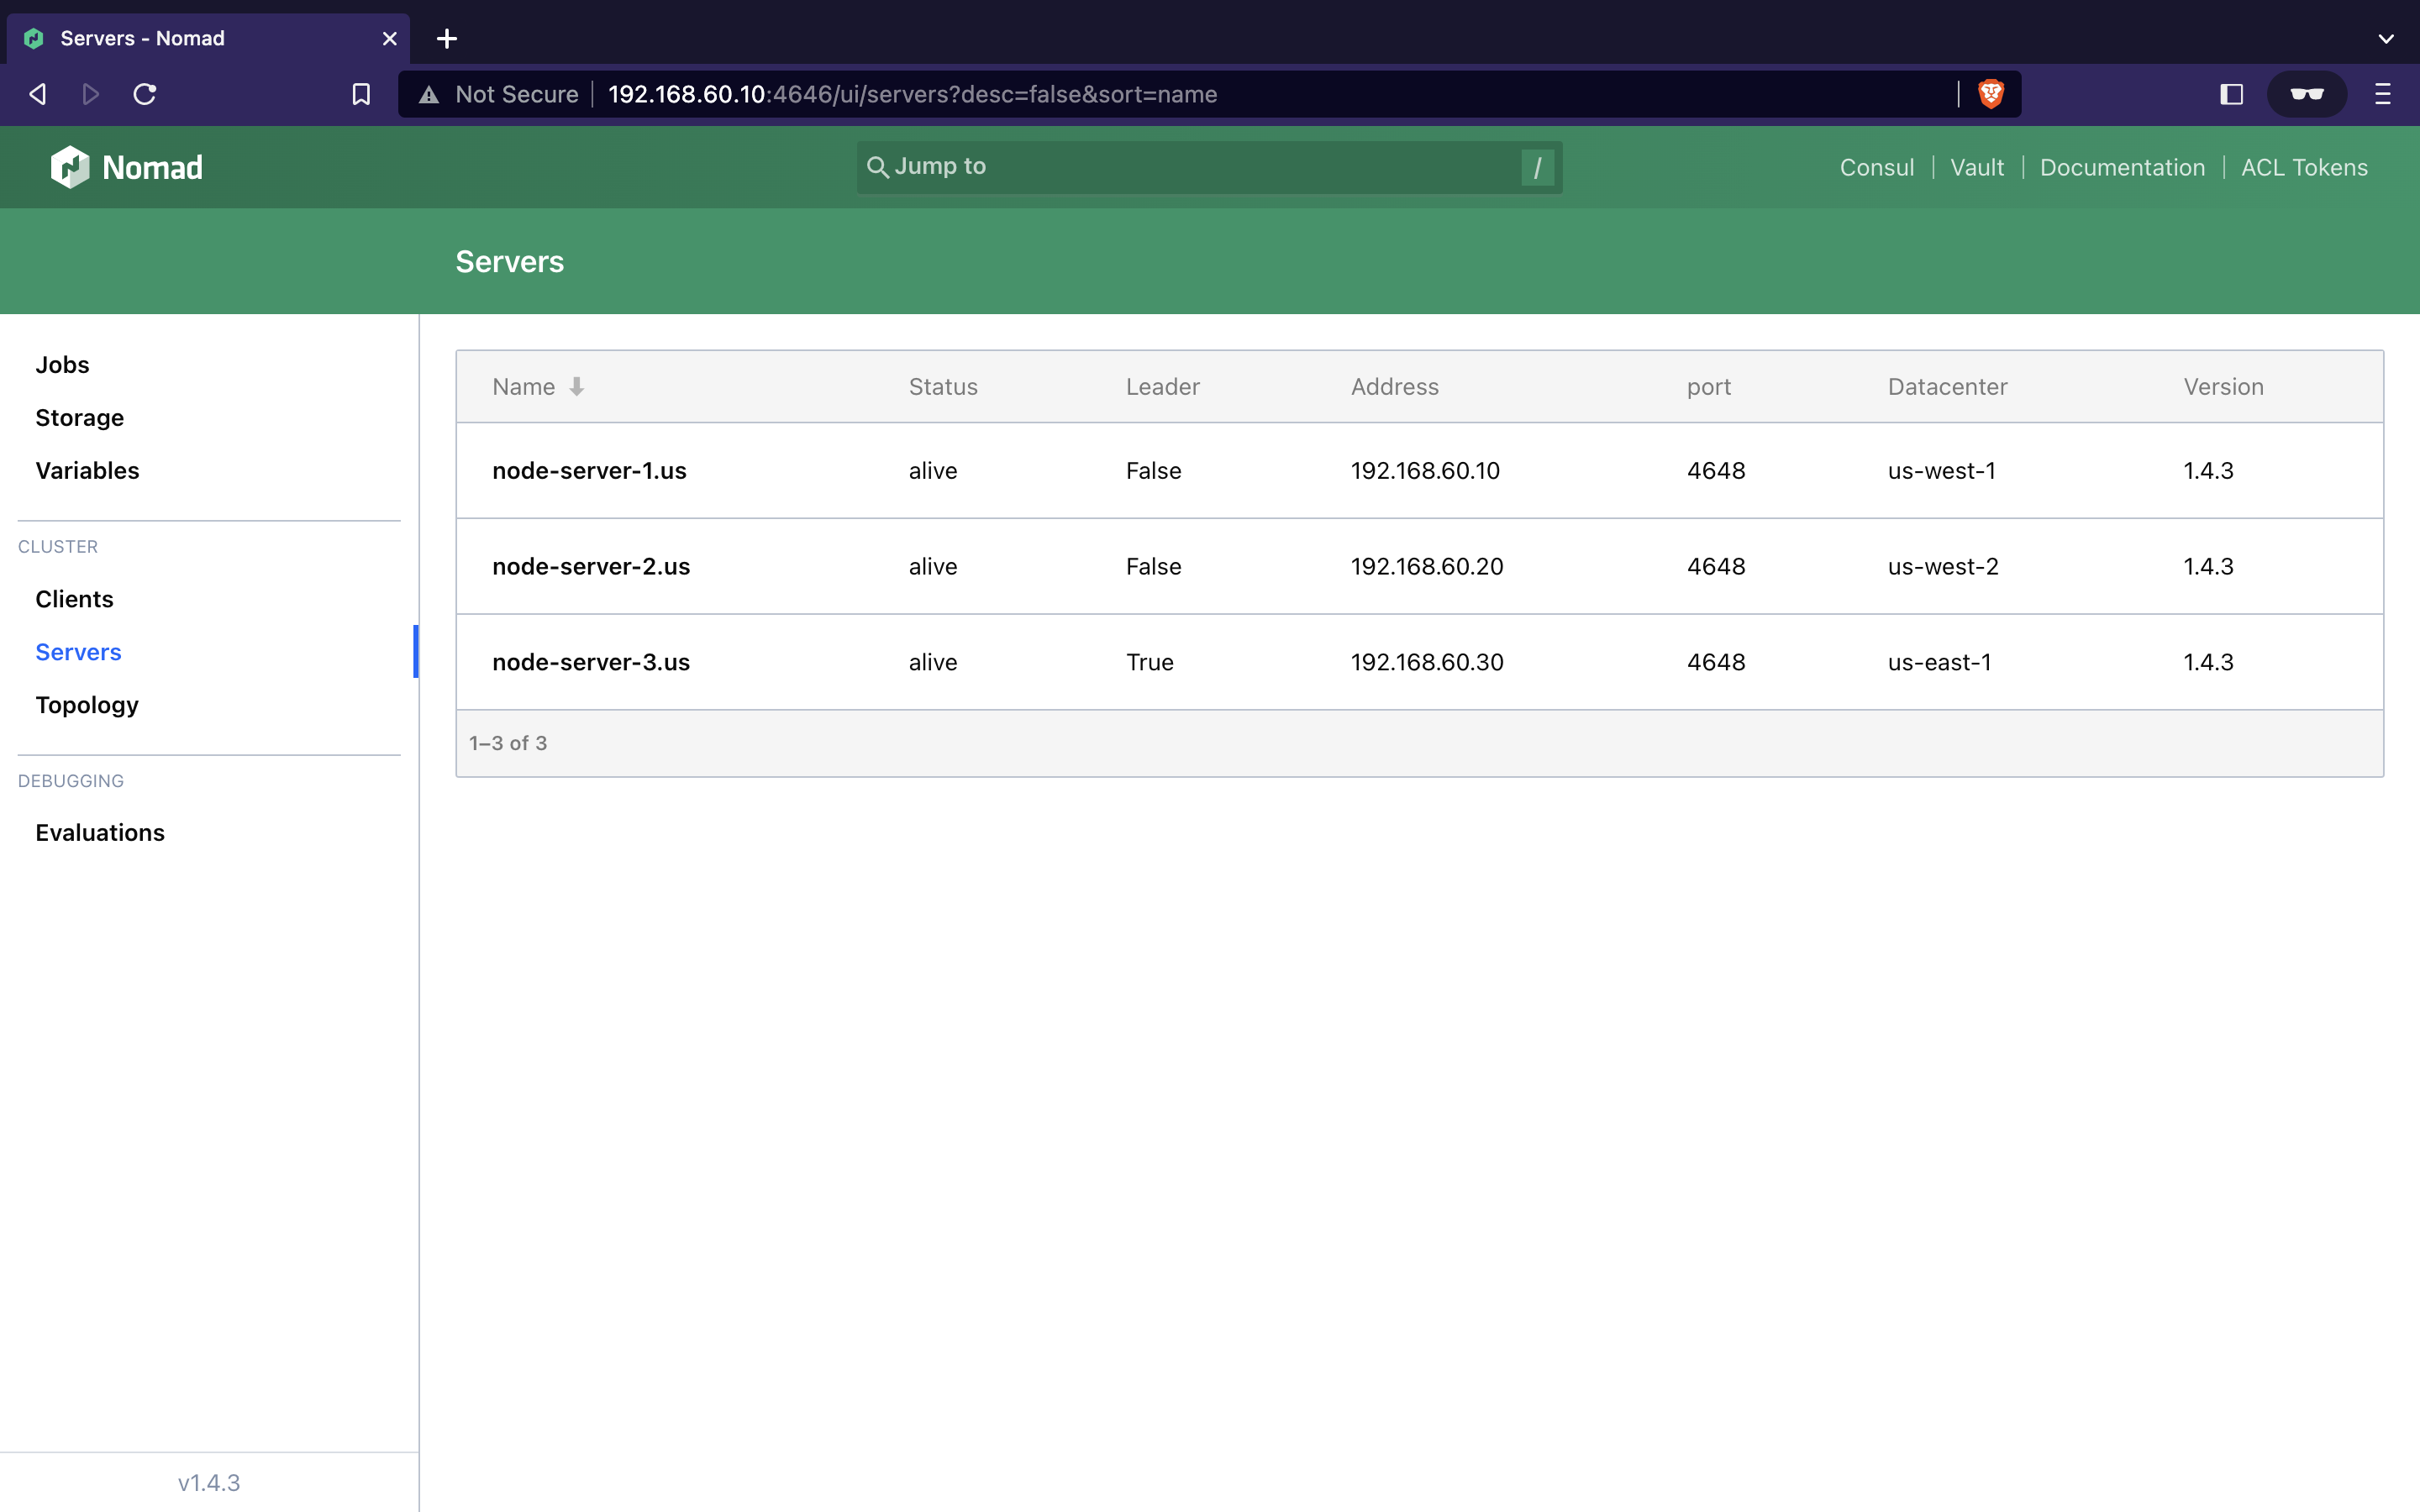 Servers - Nomad
Not Secure 192.168.60.10:4646/ui/servers?desc=false&sort=name
Nomad Jump to / Consul Vault Documentation ACL Tokens
Servers
Jobs
Storage
Variables
CLUSTER
Clients
Servers
Topology
DEBUGGING
Evaluations
v1.4.3
Name Status Leader Address port Datacenter Version
node-server-1.us alive False 192.168.60.10 4648 us-west-1 1.4.3
node-server-2.us alive False 192.168.60.20 4648 us-west-2 1.4.3
node-server-3.us alive True 192.168.60.30 4648 us-east-1 1.4.3
1–3 of 3